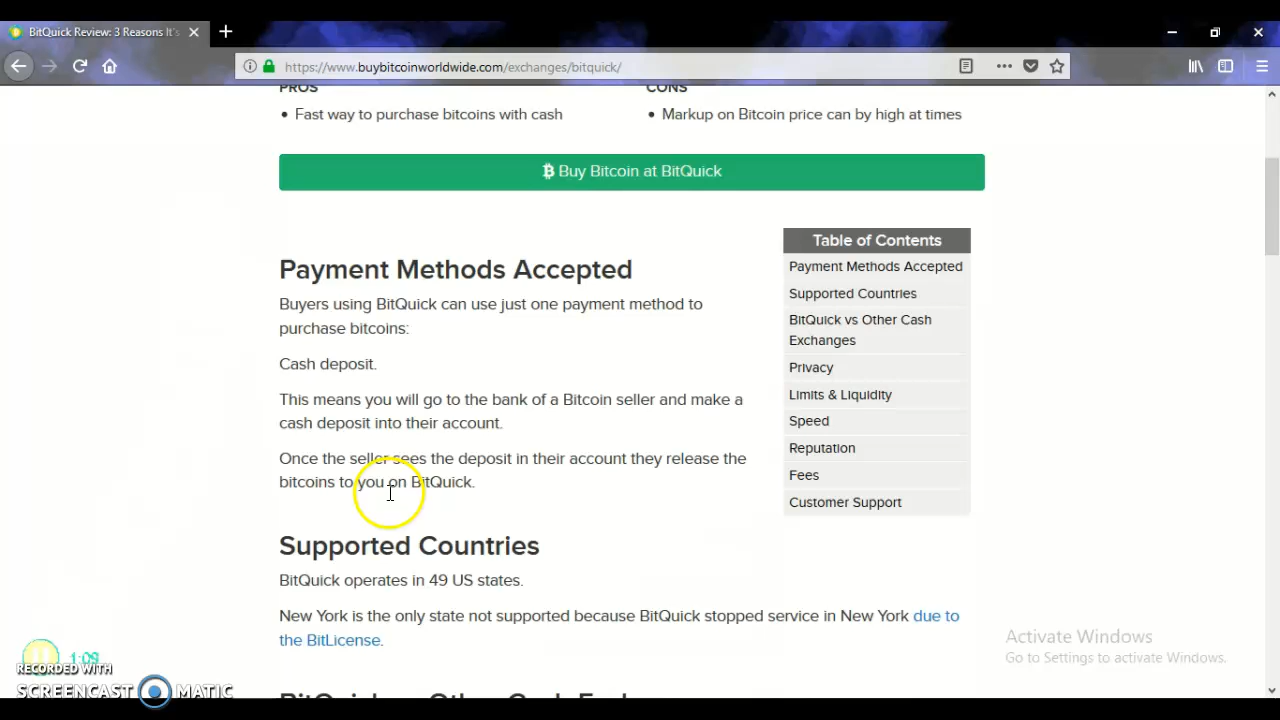 BitQuick Review: 3 Reasons It's
https://www.buybitcoinworldwide.com/exchanges/bitquick/
PROS
CONS
• Fast way to purchase bitcoins with cash
• Markup on Bitcoin price can by high at times
Buy Bitcoin at BitQuick
Payment Methods Accepted
Buyers using BitQuick can use just one payment method to
purchase bitcoins:
Cash deposit.
This means you will go to the bank of a Bitcoin seller and make a
cash deposit into their account.
Once the seller sees the deposit in their account they release the
bitcoins to you on BitQuick.
Table of Contents
Payment Methods Accepted
Supported Countries
BitQuick vs Other Cash
Exchanges
Privacy
Limits & Liquidity
Speed
Reputation
Fees
Customer Support
Supported Countries
BitQuick operates in 49 US states.
New York is the only state not supported because BitQuick stopped service in New York due to
the BitLicense.
Activate Windows
Go to Settings to activate Windows.
1:09
RECORDED WITH
SCREENCAST MATIC